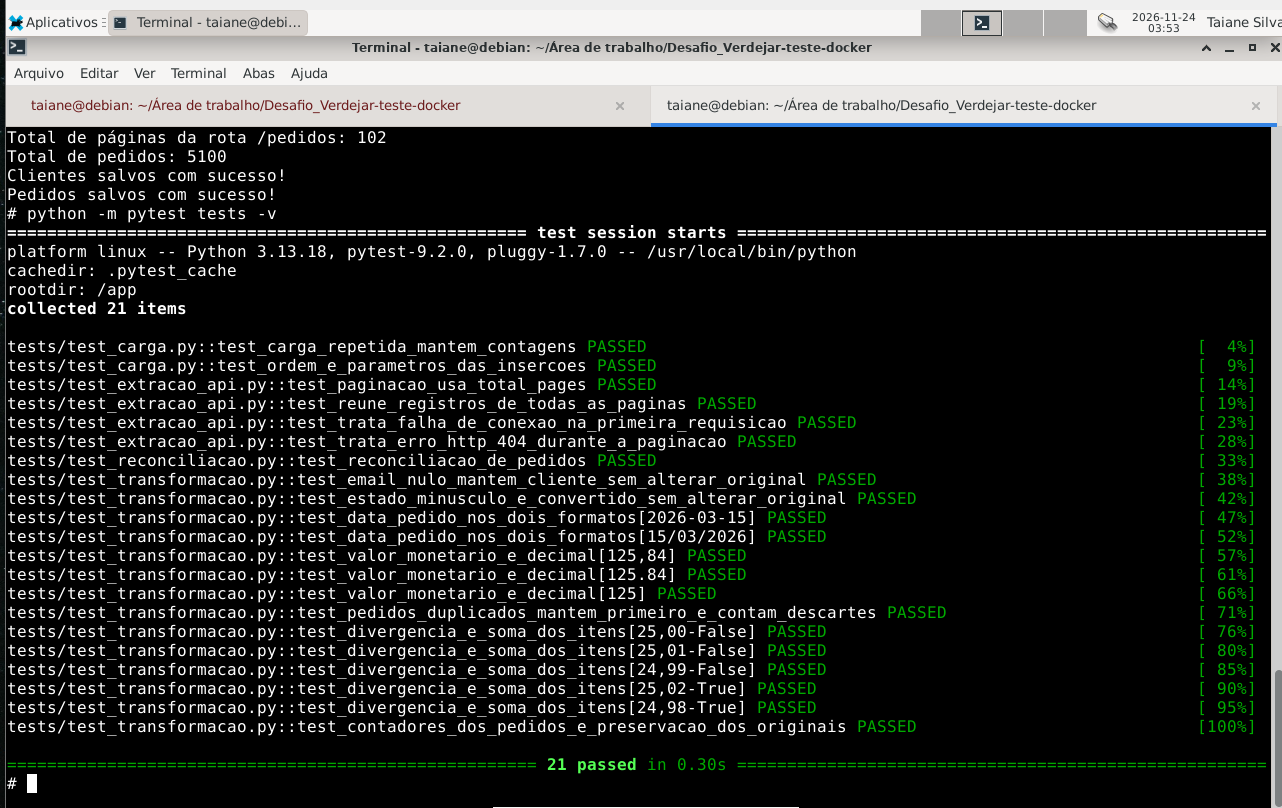 Aplicativos
Terminal - taiane@debi...
2026-11-24
03:53
Taiane Silva
Terminal - taiane@debian: ~/Área de trabalho/Desafio_Verdejar-teste-docker
Arquivo Editar Ver Terminal Abas Ajuda
taiane@debian: ~/Área de trabalho/Desafio_Verdejar-teste-docker
taiane@debian: ~/Área de trabalho/Desafio_Verdejar-teste-docker
Total de páginas da rota /pedidos: 102
Total de pedidos: 5100
Clientes salvos com sucesso!
Pedidos salvos com sucesso!
# python -m pytest tests -v
==================================================== test session starts =====================================================
platform linux -- Python 3.13.18, pytest-9.2.0, pluggy-1.7.0 -- /usr/local/bin/python
cachedir: .pytest_cache
rootdir: /app
collected 21 items
tests/test_carga.py::test_carga_repetida_mantem_contagens PASSED [  4%]
tests/test_carga.py::test_ordem_e_parametros_das_insercoes PASSED [  9%]
tests/test_extracao_api.py::test_paginacao_usa_total_pages PASSED [ 14%]
tests/test_extracao_api.py::test_reune_registros_de_todas_as_paginas PASSED [ 19%]
tests/test_extracao_api.py::test_trata_falha_de_conexao_na_primeira_requisicao PASSED [ 23%]
tests/test_extracao_api.py::test_trata_erro_http_404_durante_a_paginacao PASSED [ 28%]
tests/test_reconciliacao.py::test_reconciliacao_de_pedidos PASSED [ 33%]
tests/test_transformacao.py::test_email_nulo_mantem_cliente_sem_alterar_original PASSED [ 38%]
tests/test_transformacao.py::test_estado_minusculo_e_convertido_sem_alterar_original PASSED [ 42%]
tests/test_transformacao.py::test_data_pedido_nos_dois_formatos[2026-03-15] PASSED [ 47%]
tests/test_transformacao.py::test_data_pedido_nos_dois_formatos[15/03/2026] PASSED [ 52%]
tests/test_transformacao.py::test_valor_monetario_e_decimal[125,84] PASSED [ 57%]
tests/test_transformacao.py::test_valor_monetario_e_decimal[125.84] PASSED [ 61%]
tests/test_transformacao.py::test_valor_monetario_e_decimal[125] PASSED [ 66%]
tests/test_transformacao.py::test_pedidos_duplicados_mantem_primeiro_e_contam_descartes PASSED [ 71%]
tests/test_transformacao.py::test_divergencia_e_soma_dos_itens[25,00-False] PASSED [ 76%]
tests/test_transformacao.py::test_divergencia_e_soma_dos_itens[25,01-False] PASSED [ 80%]
tests/test_transformacao.py::test_divergencia_e_soma_dos_itens[24,99-False] PASSED [ 85%]
tests/test_transformacao.py::test_divergencia_e_soma_dos_itens[25,02-True] PASSED [ 90%]
tests/test_transformacao.py::test_divergencia_e_soma_dos_itens[24,98-True] PASSED [ 95%]
tests/test_transformacao.py::test_contadores_dos_pedidos_e_preservacao_dos_originais PASSED [100%]
===================================================== 21 passed in 0.30s =====================================================
#